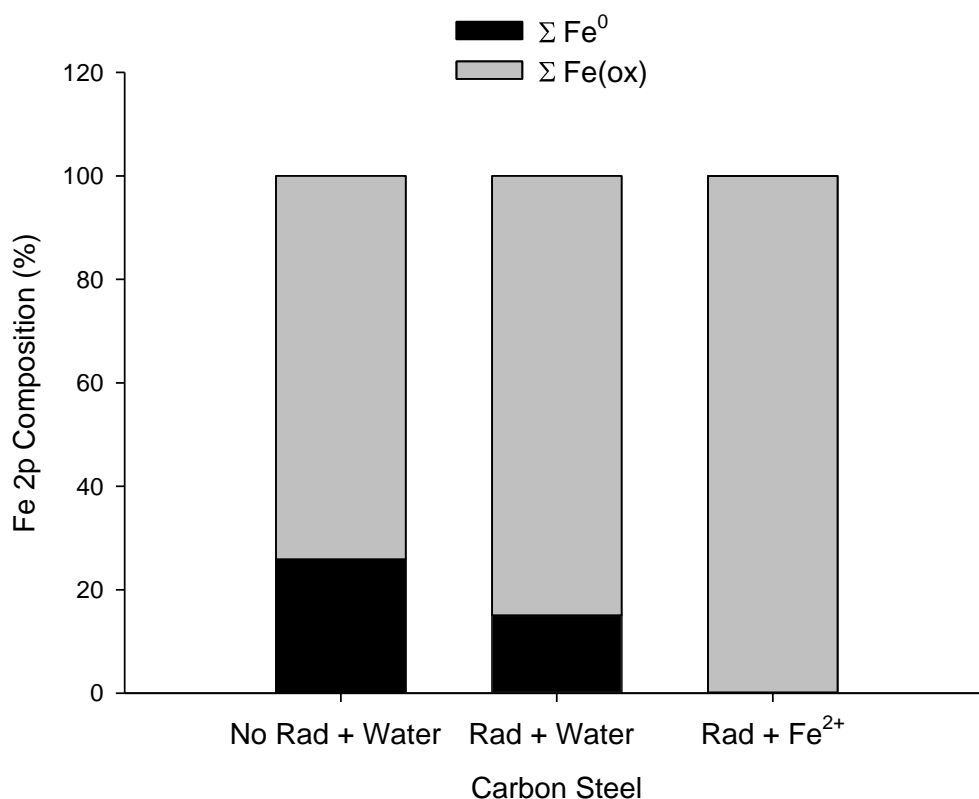 Σ Fe⁰
Σ Fe(ox)
120
100
80
60
40
20
0
Fe 2p Composition (%)
No Rad + Water Rad + Water Rad + Fe²⁺
Carbon Steel